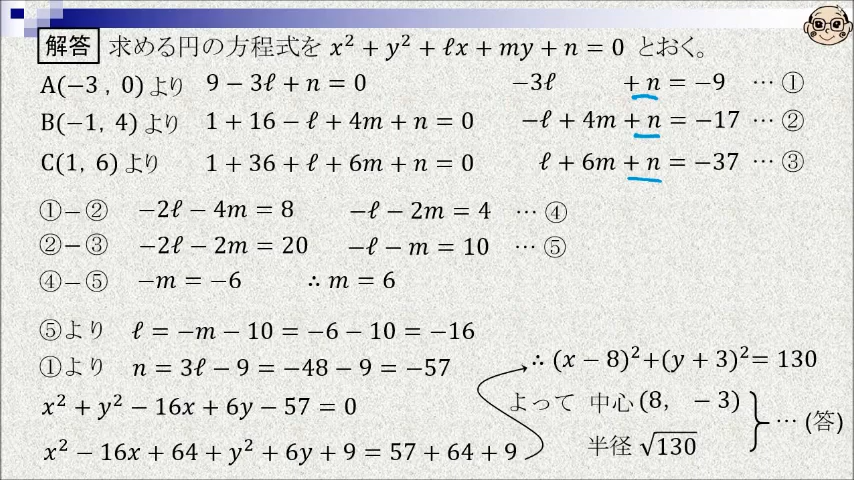 解答 求める円の方程式を x² + y² + ℓx + my + n = 0 とおく。
A(−3 , 0)より 9 − 3ℓ + n = 0 −3ℓ + n = −9 … ①
B(−1, 4)より 1 + 16 − ℓ + 4m + n = 0 −ℓ + 4m + n = −17 … ②
C(1, 6)より 1 + 36 + ℓ + 6m + n = 0 ℓ + 6m + n = −37 … ③
①−② −2ℓ − 4m = 8 −ℓ − 2m = 4 … ④
②−③ −2ℓ − 2m = 20 −ℓ − m = 10 … ⑤
④−⑤ −m = −6 ∴ m = 6
⑤より ℓ = −m − 10 = −6 − 10 = −16
①より n = 3ℓ − 9 = −48 − 9 = −57
x² + y² − 16x + 6y − 57 = 0
x² − 16x + 64 + y² + 6y + 9 = 57 + 64 + 9
∴ (x − 8)²+(y + 3)²= 130
よって 中心(8, −3)
半径 √130 … (答)